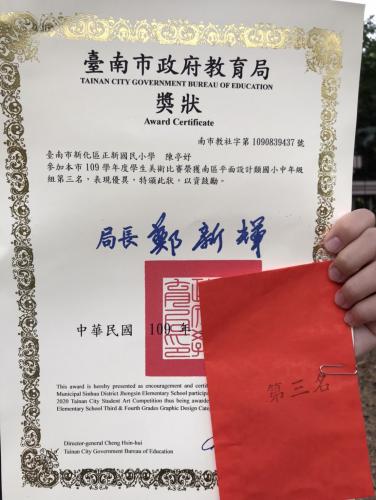 臺南市政府教育局
TAINAN CITY GOVERNMENT BUREAU OF EDUCATION
獎狀
Award Certificate
南市教社字第1090839437號
臺南市新化區正新國民小學 陳亭妤
參加本市109學年度學生美術比賽榮獲南區平面設計類國小中年級
組第三名,表現優異,特頒此狀,以資鼓勵。
局長 鄭新輝
中華民國 109 年
第三名
This award is hereby presented as encouragement and certi
Municipal Sinhua District Jhengsin Elementary School particip
2020 Tainan City Student Art Competition thus being awarde
Elementary School Third & Fourth Grades Graphic Design Cate
Director-general Cheng Hsin-hui
Tainan City Government Bureau of Education